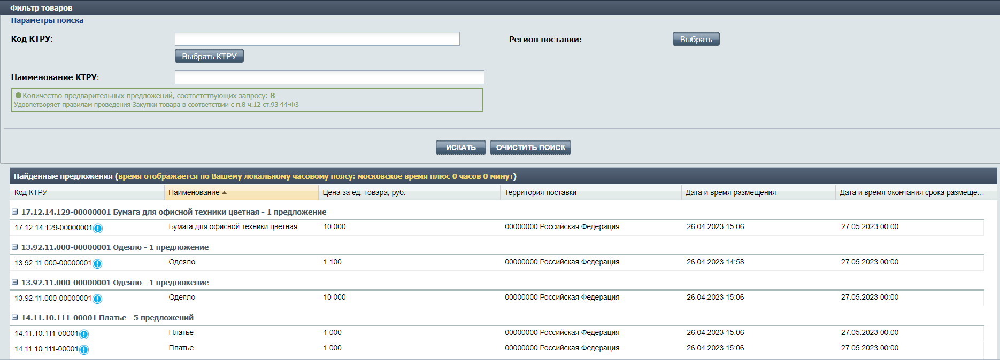 Фильтр товаров
Параметры поиска
Код КТРУ:
Регион поставки: Выбрать
Выбрать КТРУ
Наименование КТРУ:
Количество предварительных предложений, соответствующих запросу: 8
Удовлетворяет правилам проведения Закупки товара в соответствии с п.8 ч.12 ст.93 44-ФЗ
ИСКАТЬ ОЧИСТИТЬ ПОИСК
Найденные предложения (время отображается по Вашему локальному часовому поясу: московское время плюс 0 часов 0 минут)
Код КТРУ Наименование Цена за ед. товара, руб. Территория поставки Дата и время размещения Дата и время окончания срока размеще...
17.12.14.129-00000001 Бумага для офисной техники цветная - 1 предложение
17.12.14.129-00000001 Бумага для офисной техники цветная 10 000 00000000 Российская Федерация 26.04.2023 15:06 27.05.2023 00:00
13.92.11.000-00000001 Одеяло - 1 предложение
13.92.11.000-00000001 Одеяло 1 100 00000000 Российская Федерация 26.04.2023 14:58 27.05.2023 00:00
13.92.11.000-00000001 Одеяло - 1 предложение
13.92.11.000-00000001 Одеяло 10 000 00000000 Российская Федерация 26.04.2023 15:06 27.05.2023 00:00
14.11.10.111-00001 Платье - 5 предложений
14.11.10.111-00001 Платье 1 000 00000000 Российская Федерация 26.04.2023 15:06 27.05.2023 00:00
14.11.10.111-00001 Платье 1 000 00000000 Российская Федерация 26.04.2023 15:06 27.05.2023 00:00